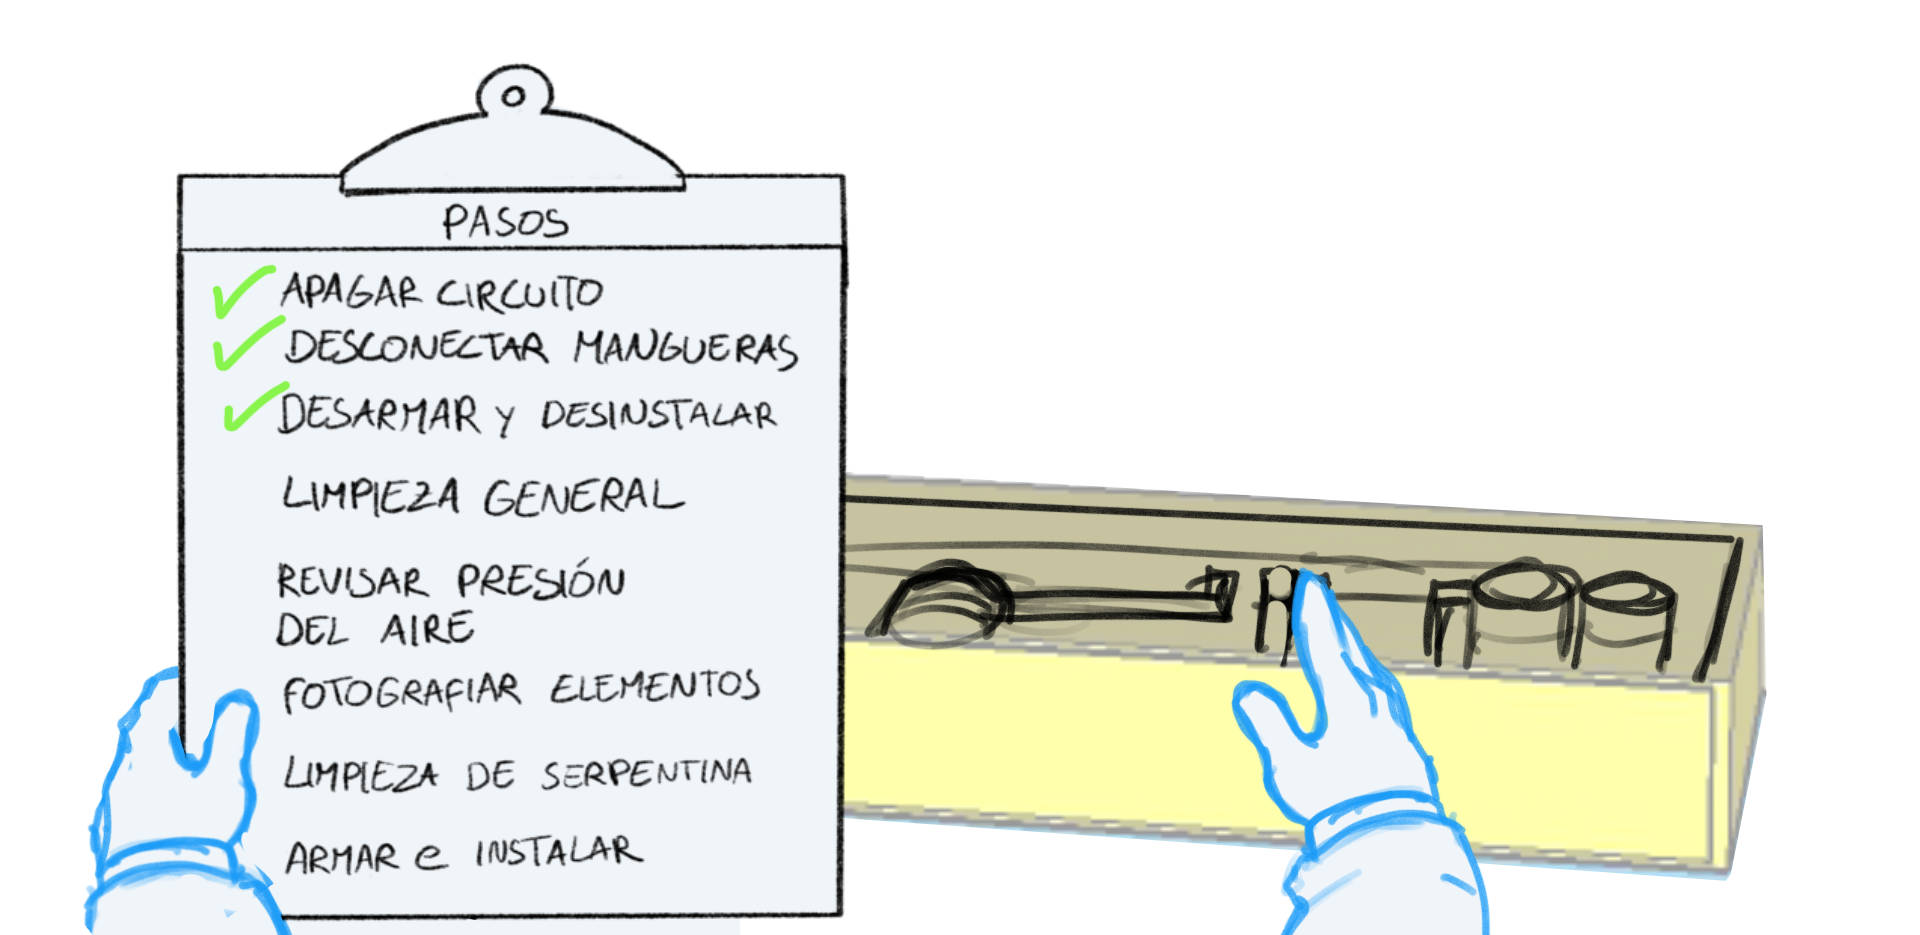 PASOS
APAGAR CIRCUITO
DESCONECTAR MANGUERAS
DESARMAR Y DESINSTALAR
LIMPIEZA GENERAL
REVISAR PRESIÓN
DEL AIRE
FOTOGRAFIAR ELEMENTOS
LIMPIEZA DE SERPENTINA
ARMAR e INSTALAR